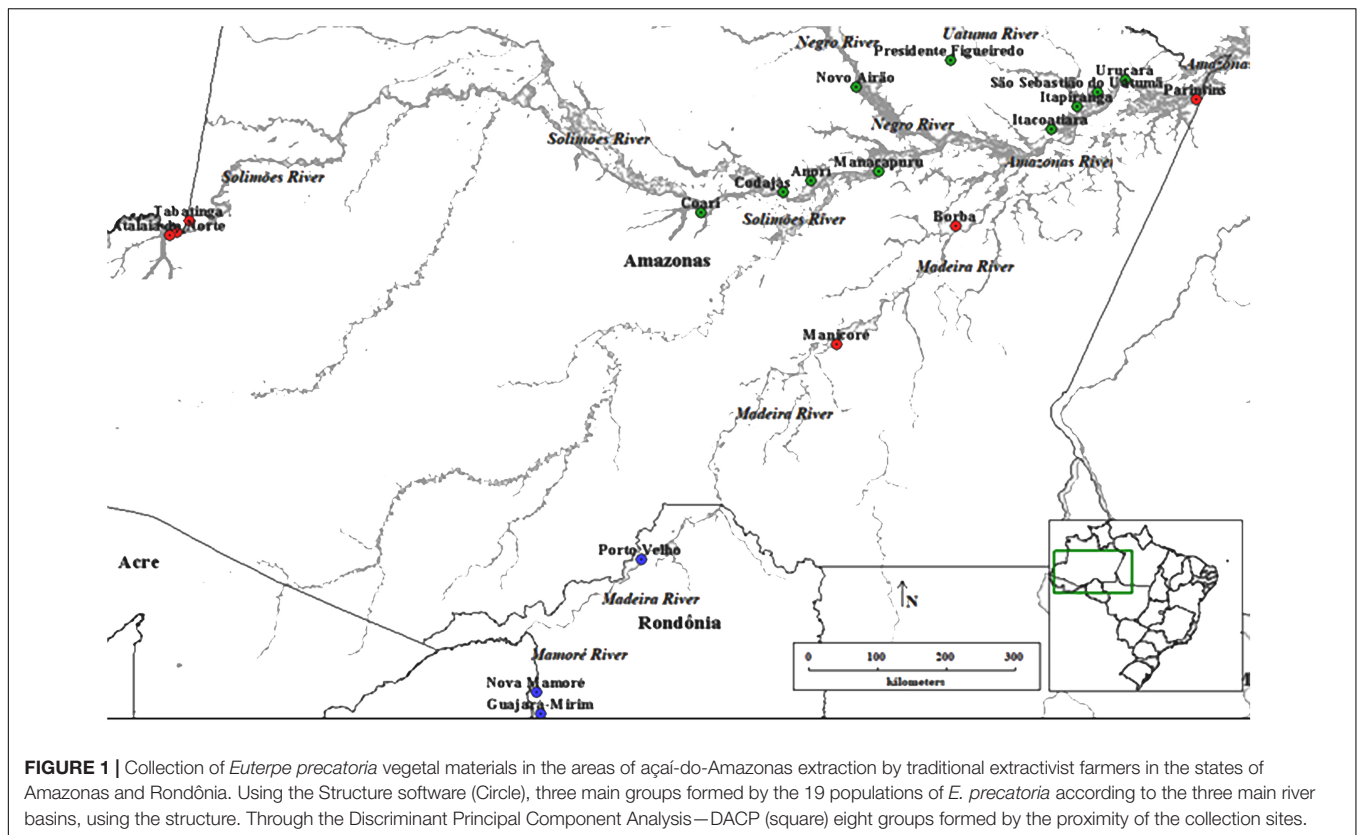 Negro River
Uatuma River
Presidente Figueiredo
Amazonas
Novo Airão
Uruçará
São Sebastião do Uatumã
Parintins
Itapiranga
Itacoatiara
Negro River
Solimões River
Manacapuru
Amazonas River
Anori
Solimões River
Codajás
Coari
Solimões River
Tabatinga
Atalaia do Norte
Borba
Amazonas
Madeira River
Manicoré
Madeira River
Porto Velho
Acre
Madeira River
N
Rondônia
Mamoré River
0 100 200 300
kilometers
Nova Mamoré
Guajará-Mirim
FIGURE 1 | Collection of Euterpe precatoria vegetal materials in the areas of açaí-do-Amazonas extraction by traditional extractivist farmers in the states of
Amazonas and Rondônia. Using the Structure software (Circle), three main groups formed by the 19 populations of E. precatoria according to the three main river
basins, using the structure. Through the Discriminant Principal Component Analysis—DACP (square) eight groups formed by the proximity of the collection sites.